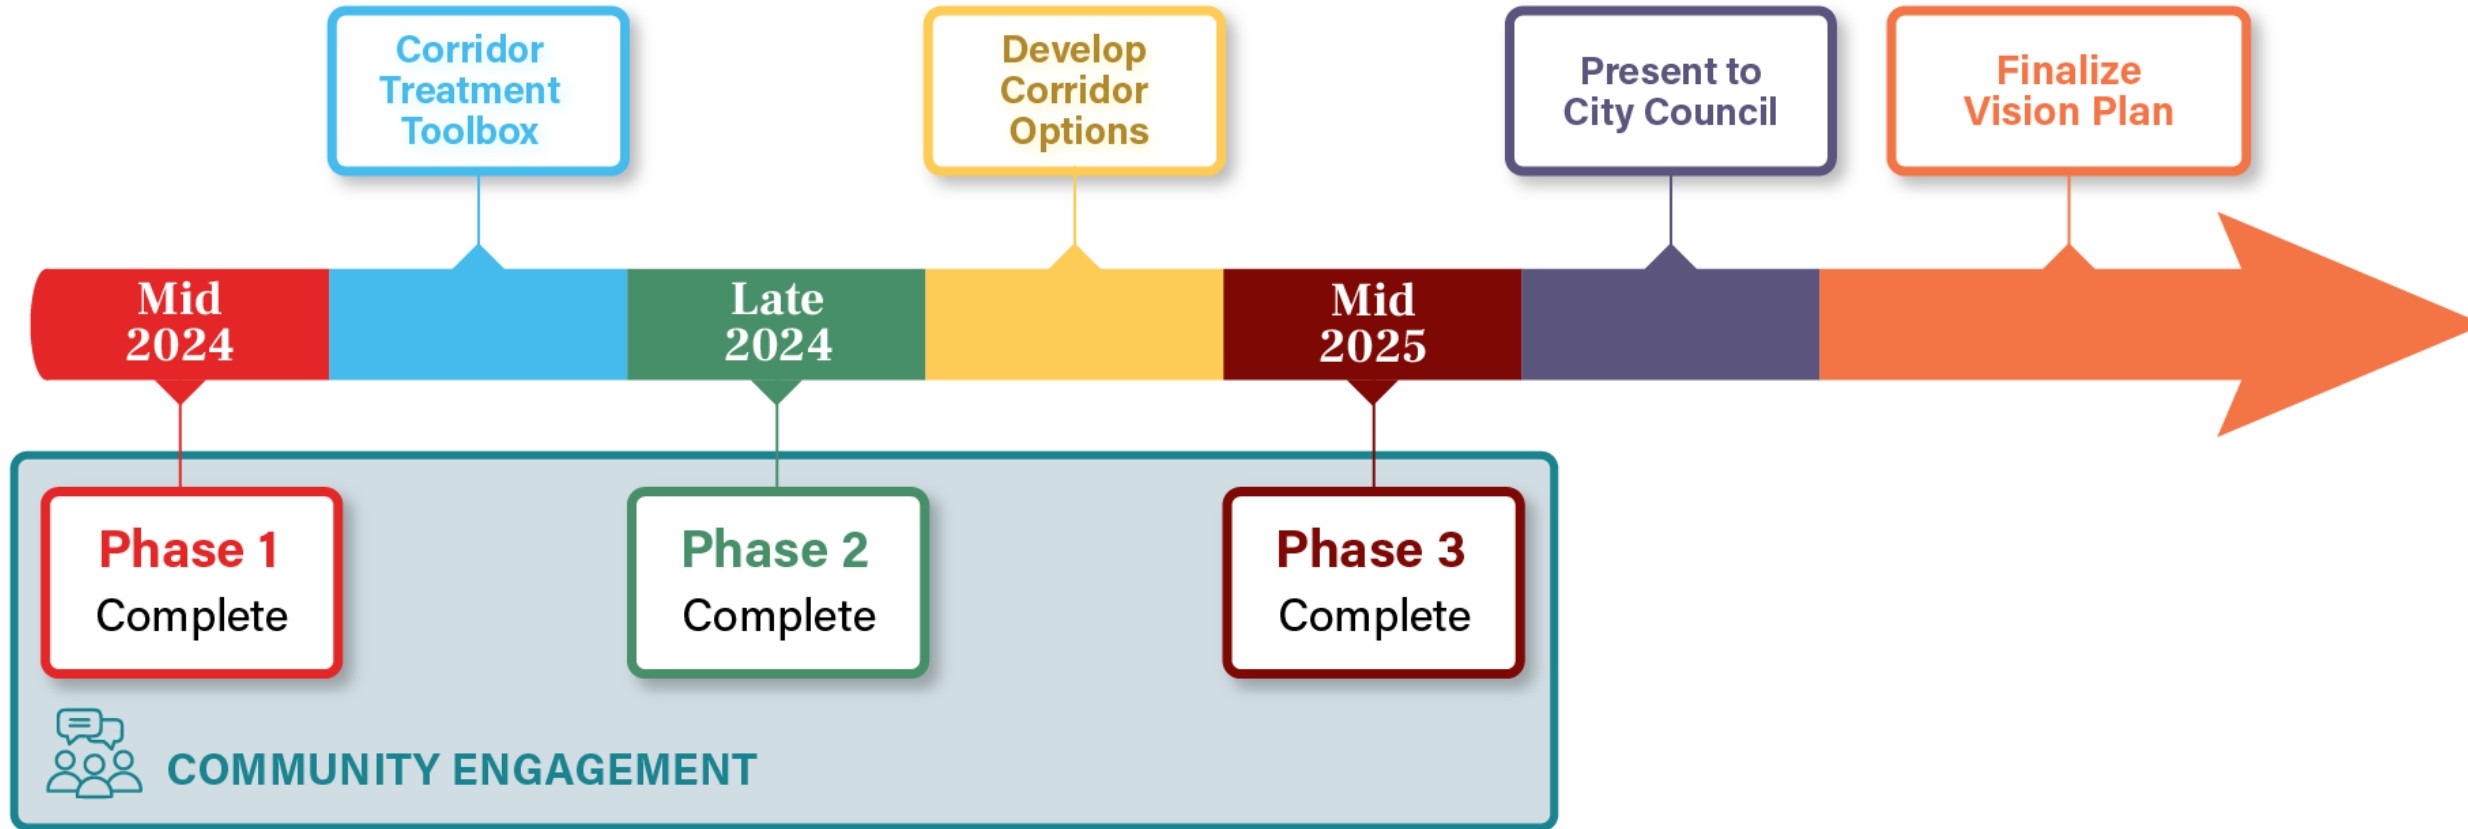 Corridor
Treatment
Toolbox
Develop
Corridor
Options
Present to
City Council
Finalize
Vision Plan
Mid
2024
Late
2024
Mid
2025
Phase 1
Complete
Phase 2
Complete
Phase 3
Complete
COMMUNITY ENGAGEMENT